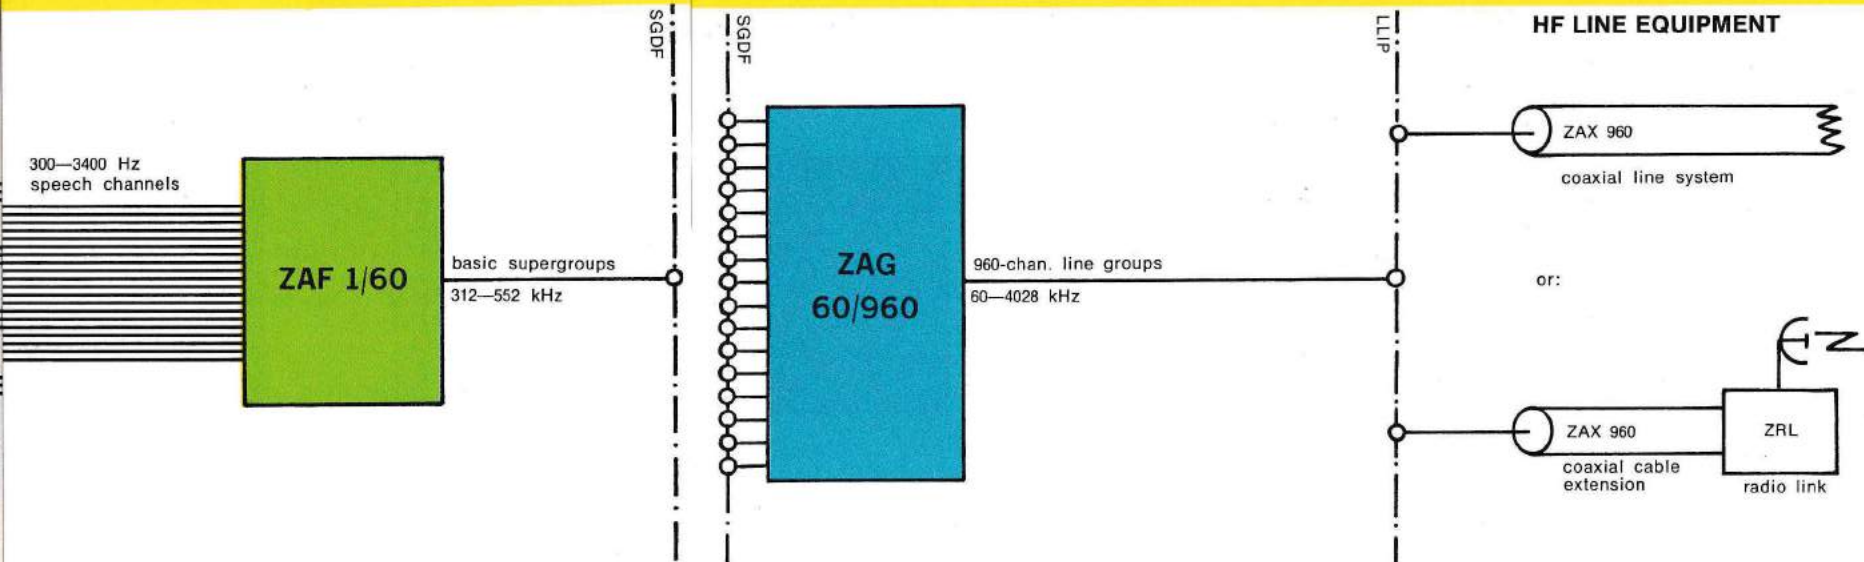 SGDF
300—3400 Hz
speech channels
ZAF 1/60
basic supergroups
312—552 kHz
SGDF
ZAG
60/960
960-chan. line groups
60—4028 kHz
LLIP
HF LINE EQUIPMENT
ZAX 960
coaxial line system
or:
ZAX 960
coaxial cable
extension
ZRL
radio link